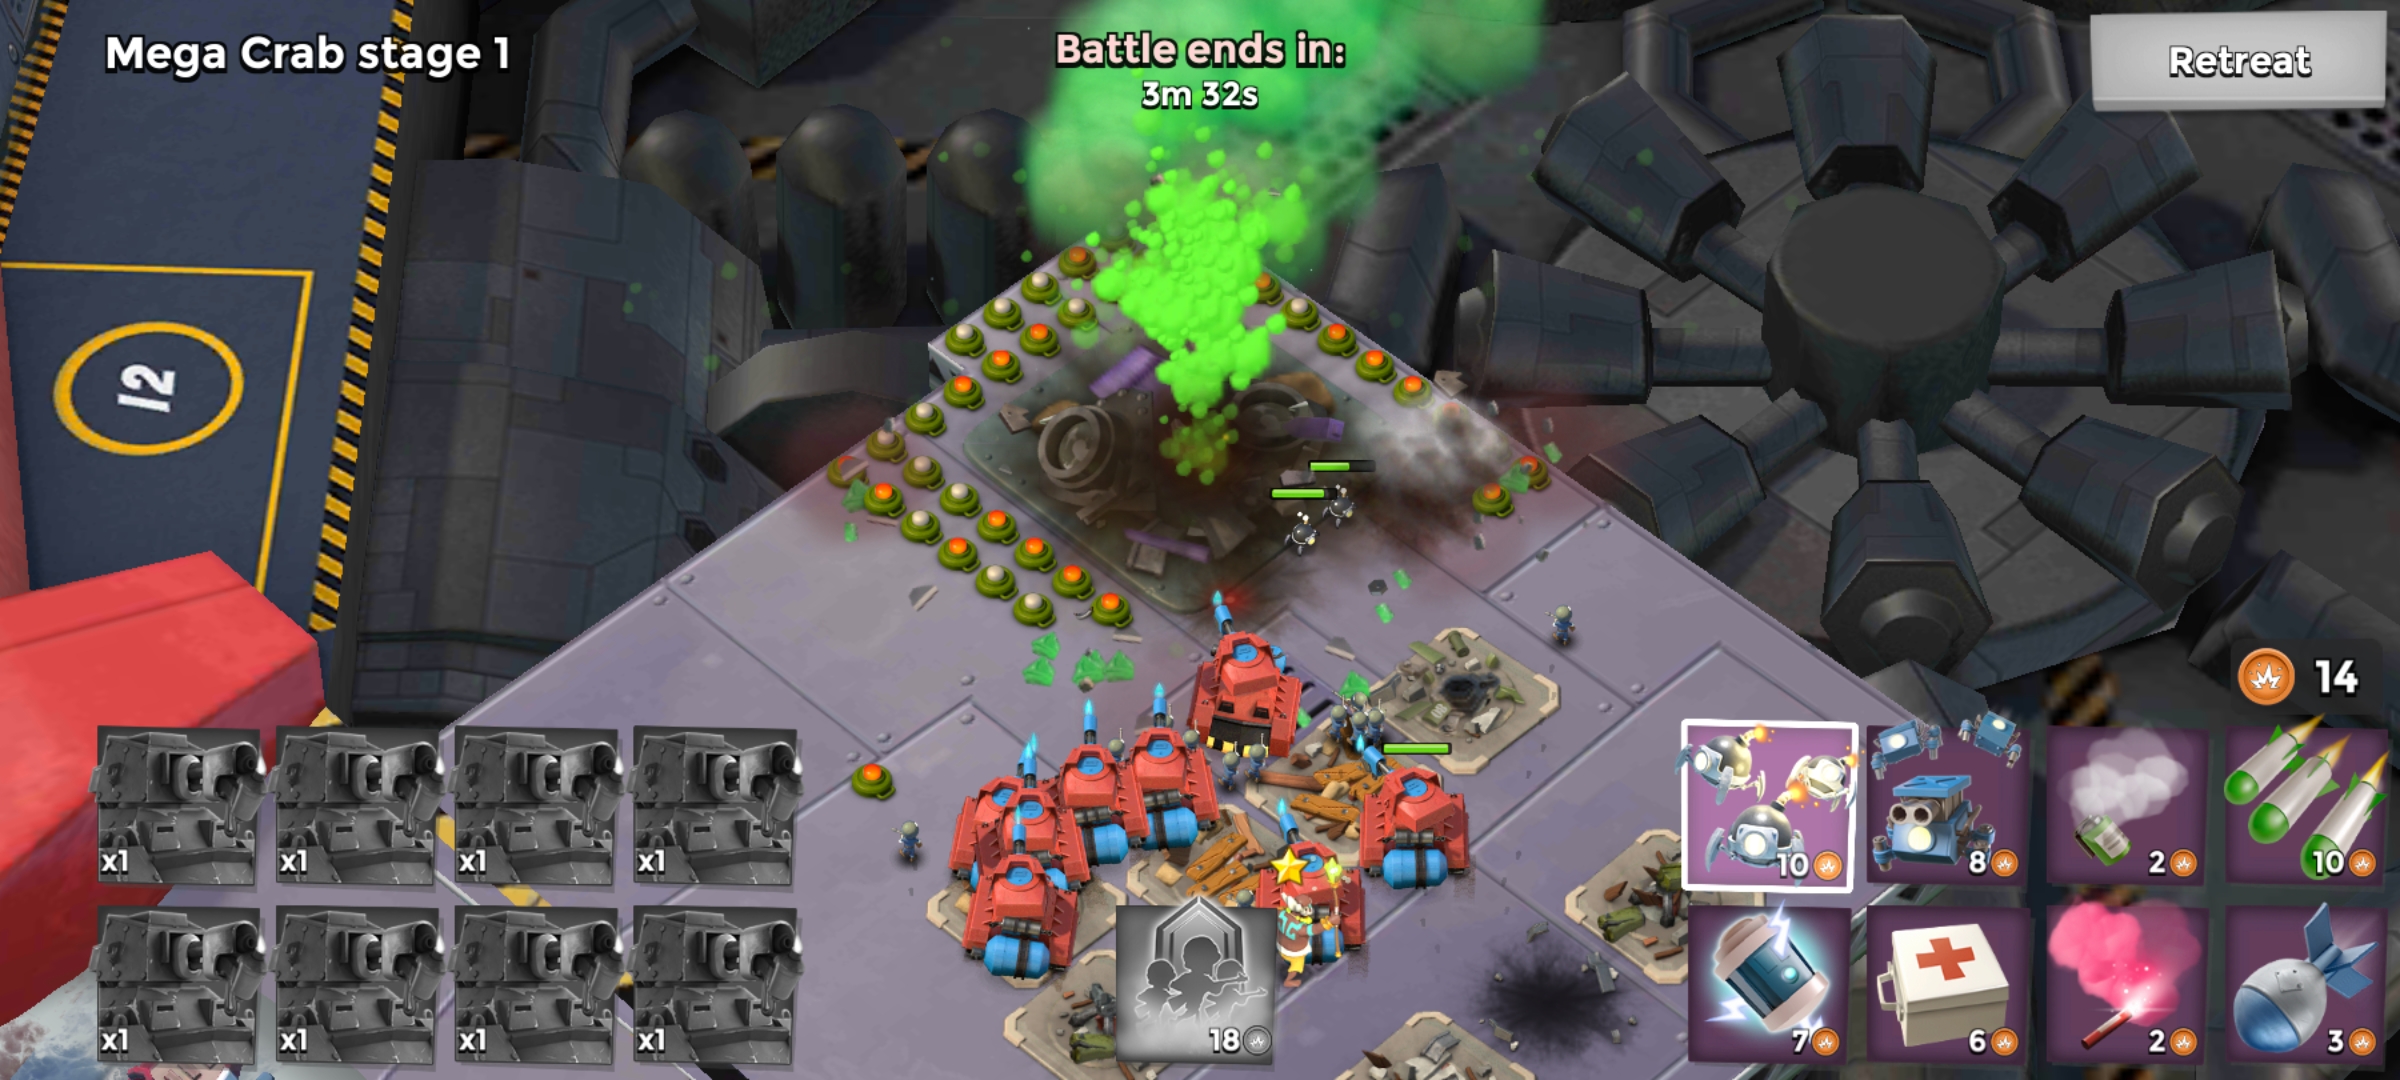 Mega Crab stage 1
Battle ends in:
3m 32s
Retreat
12
14
x1
x1
x1
x1
10
8
2
10
x1
x1
x1
x1
18
7
6
2
3